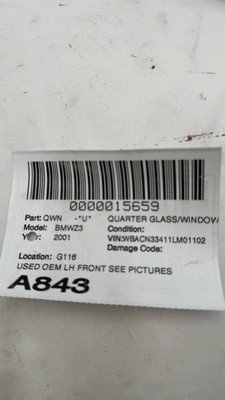 0000015659
Part: QWN -*U* QUARTER GLASS/WINDOW
Model: BMWZ3 Condition:
Year: 2001 VIN:WBACN33411LM01102
Damage Code:
Location: G116
USED OEM LH FRONT SEE PICTURES
A843